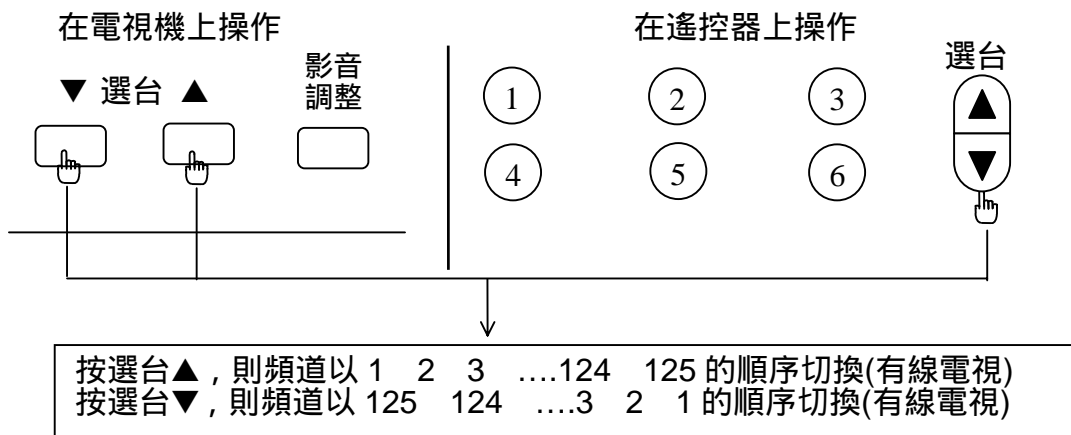 在電視機上操作
▼ 選台 ▲
影音
調整
在遙控器上操作
選台
1 2 3
4 5 6
按選台▲,則頻道以 1 2 3 ….124 125 的順序切換(有線電視)
按選台▼,則頻道以 125 124 ….3 2 1 的順序切換(有線電視)